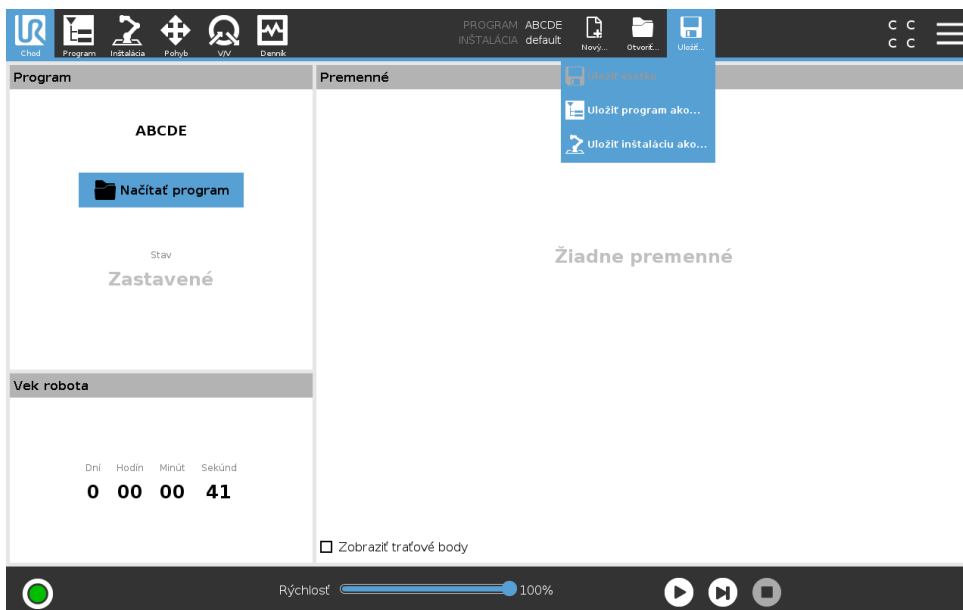 PROGRAM ABCDE
INŠTALÁCIA default
Chod Program Inštalácia Pohyb V/V Denník Nový... Otvoriť... Uložiť...
C C
C C
Program
Premenné
Uložiť všetko
Uložiť program ako...
Uložiť inštaláciu ako...
ABCDE
Načítať program
Stav
Zastavené
Žiadne premenné
Vek robota
Dní Hodín Minút Sekúnd
0 00 00 41
Zobraziť traťové body
Rýchlosť 100%